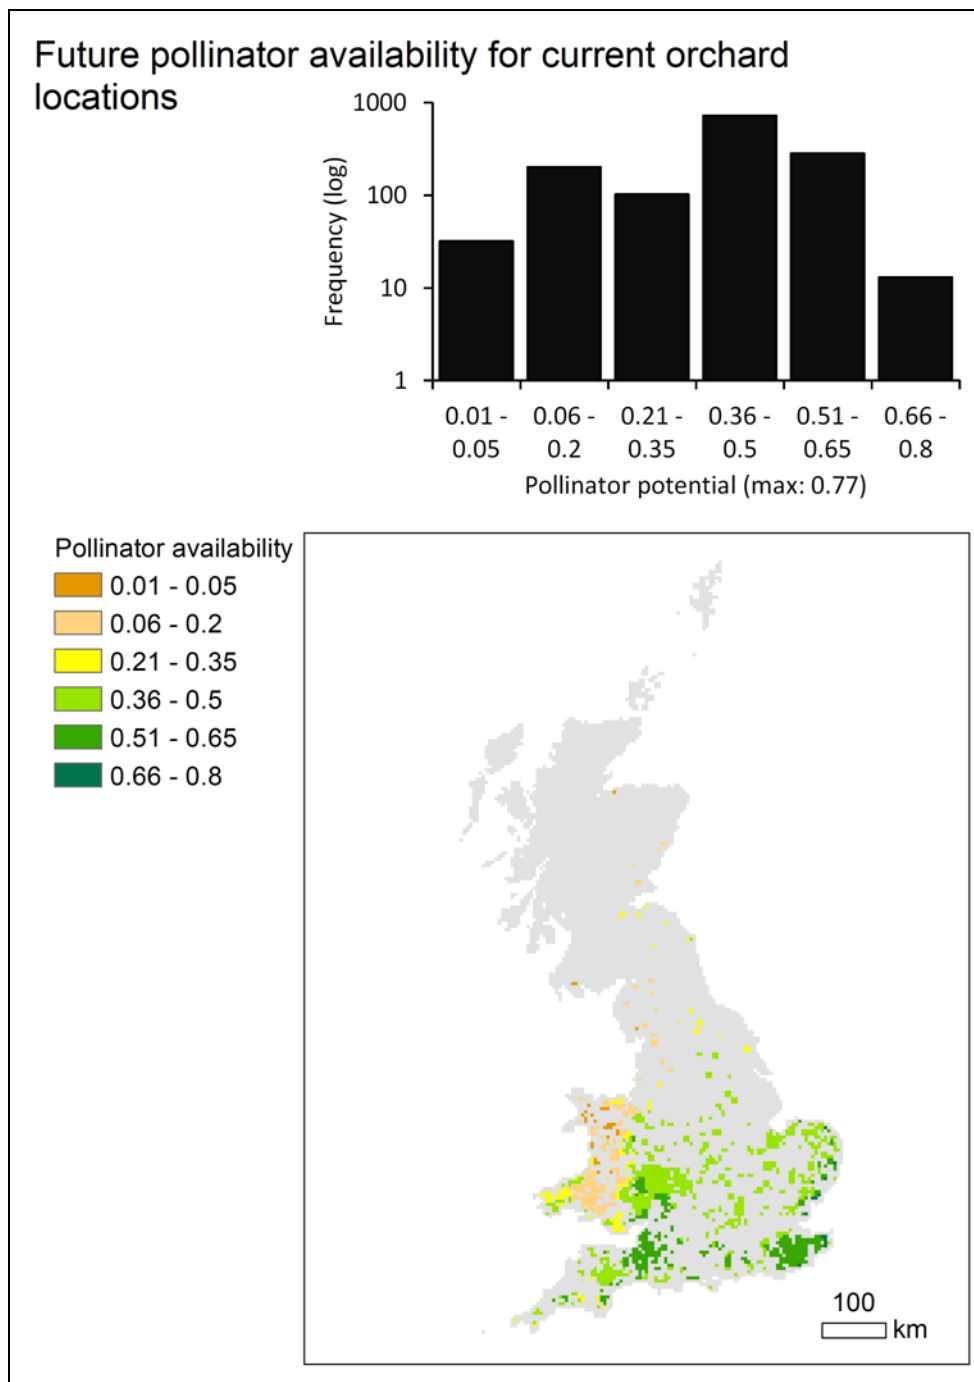 Future pollinator availability for current orchard
locations
1000
100
10
1
Frequency (log)
0.01 - 0.06 - 0.21 - 0.36 - 0.51 - 0.66 -
0.05 0.2 0.35 0.5 0.65 0.8
Pollinator potential (max: 0.77)
Pollinator availability
0.01 - 0.05
0.06 - 0.2
0.21 - 0.35
0.36 - 0.5
0.51 - 0.65
0.66 - 0.8
100
km